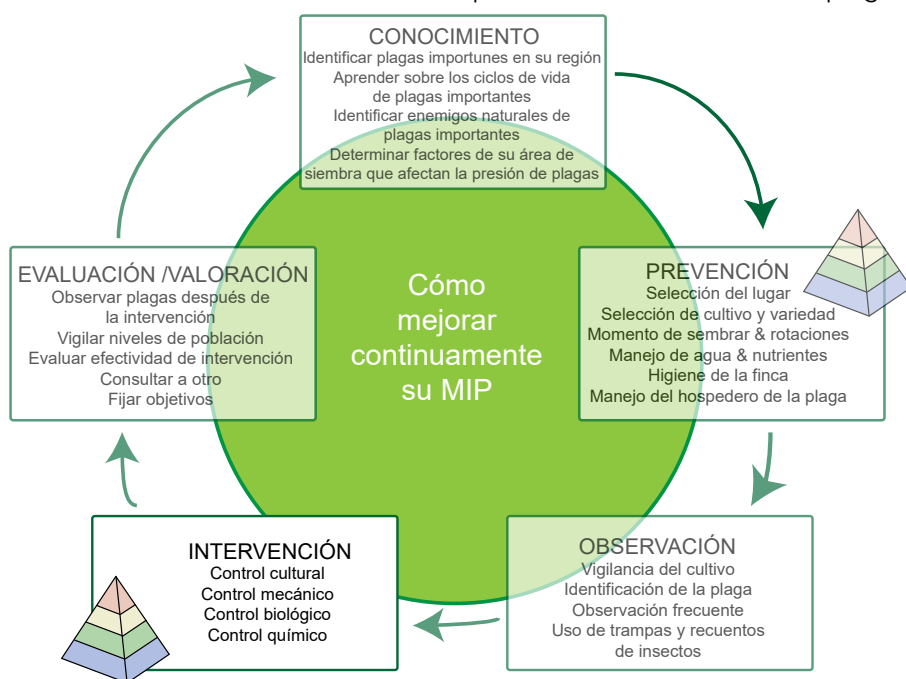 CONOCIMIENTO
Identificar plagas importunes en su región
Aprender sobre los ciclos de vida
de plagas importantes
Identificar enemigos naturales de
plagas importantes
Determinar factores de su área de
siembra que afectan la presión de plagas
PREVENCIÓN
Selección del lugar
Selección de cultivo y variedad
Momento de sembrar & rotaciones
Manejo de agua & nutrientes
Higiene de la finca
Manejo del hospedero de la plaga
EVALUACIÓN /VALORACIÓN
Observar plagas después de
la intervención
Vigilar niveles de población
Evaluar efectividad de intervención
Consultar a otro
Fijar objetivos
Cómo
mejorar
continuamente
su MIP
INTERVENCIÓN
Control cultural
Control mecánico
Control biológico
Control químico
OBSERVACIÓN
Vigilancia del cultivo
Identificación de la plaga
Observación frecuente
Uso de trampas y recuentos
de insectos